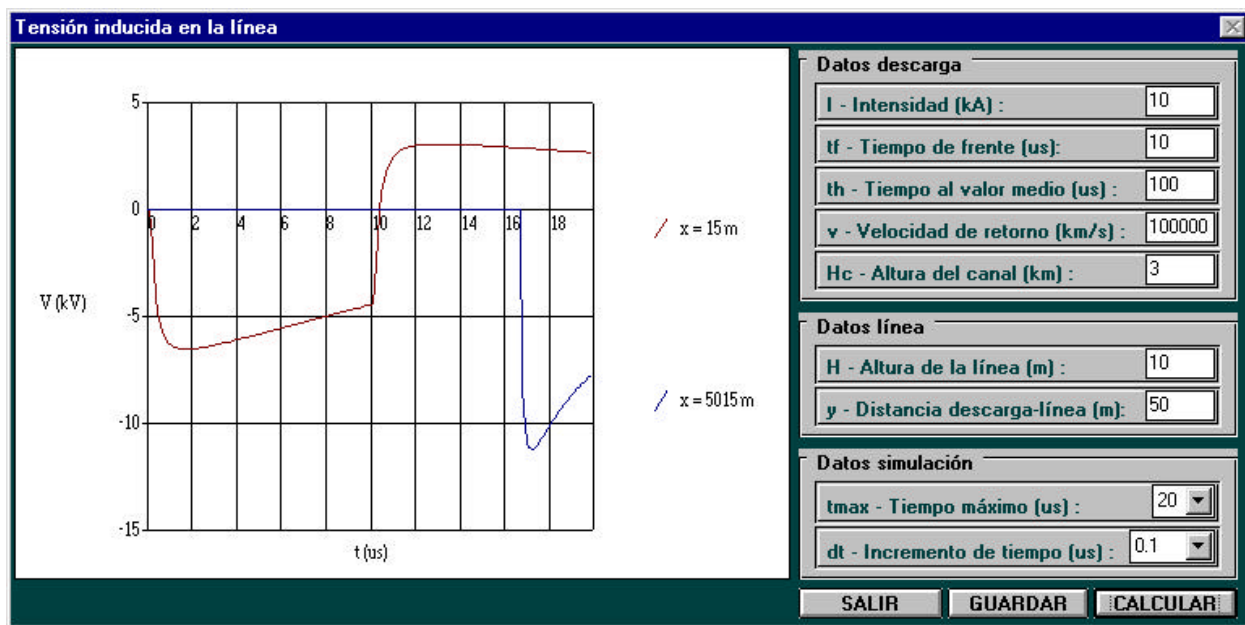 Tensión inducida en la línea
5
0
-5
-10
-15
V (kV)
0 2 4 6 8 10 12 14 16 18
t (us)
x = 15 m
x = 5015 m
Datos descarga
I - Intensidad (kA) : 10
tf - Tiempo de frente (us): 10
th - Tiempo al valor medio (us) : 100
v - Velocidad de retorno (km/s) : 100000
Hc - Altura del canal (km) : 3
Datos línea
H - Altura de la línea (m) : 10
y - Distancia descarga-línea (m): 50
Datos simulación
tmax - Tiempo máximo (us) : 20
dt - Incremento de tiempo (us) : 0.1
SALIR GUARDAR CALCULAR